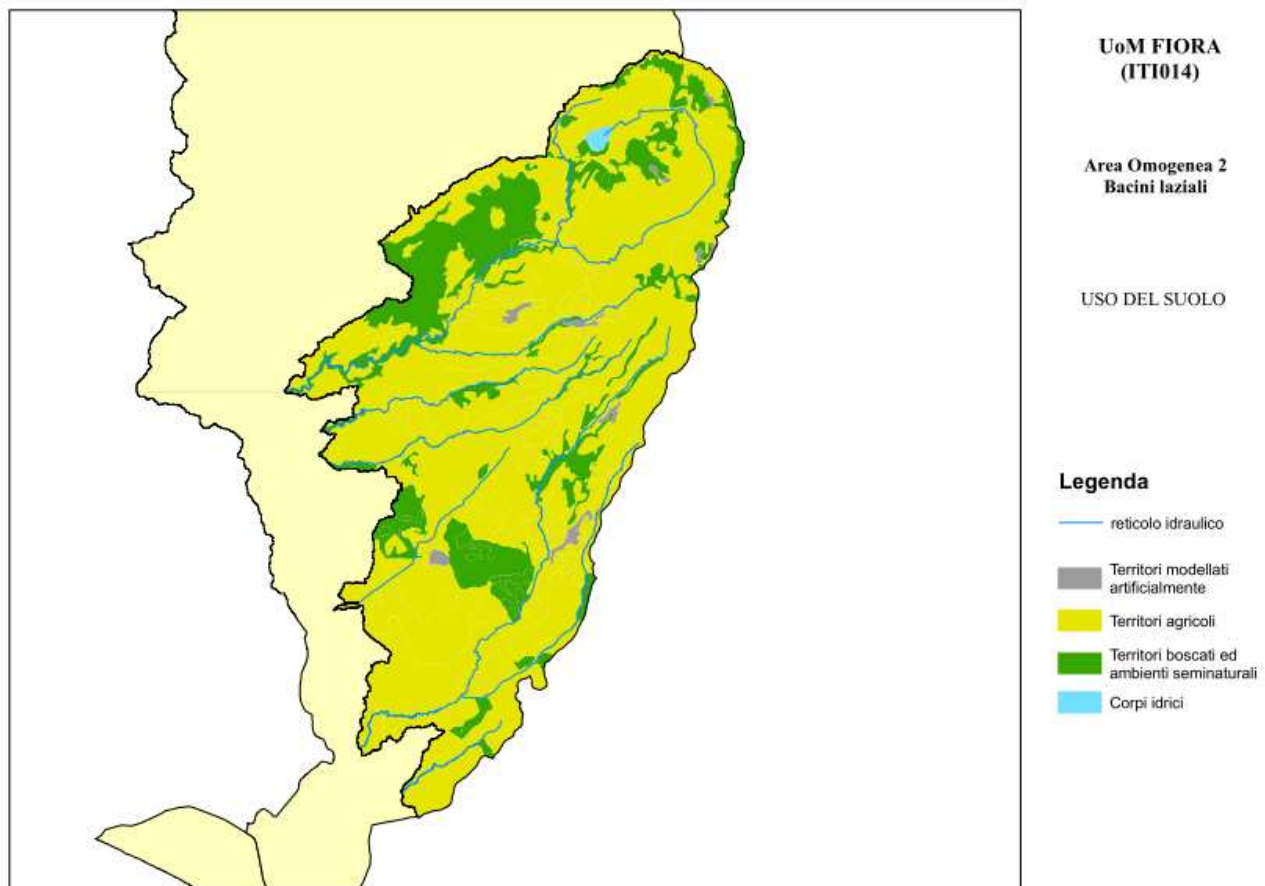 UoM FIORA
(ITI014)
Area Omogenea 2
Bacini laziali
USO DEL SUOLO
Legenda
reticolo idraulico
Territori modellati
artificialmente
Territori agricoli
Territori boscati ed
ambienti seminaturali
Corpi idrici